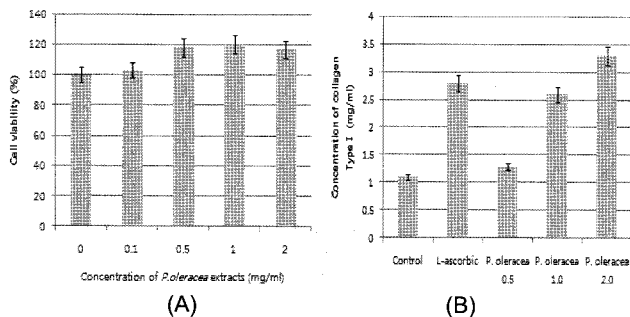 Cell viability (%)
140
120
100
80
60
40
20
0
0 0.1 0.5 1 2
Concentration of P.oleracea extracts (mg/ml)
(A)
Concentration of collagen
Type I (mg/ml)
4
3.5
3
2.5
2
1.5
1
0.5
0
Control L-ascorbic P. oleracea P. oleracea P. oleracea
0.5 1.0 2.0
(B)